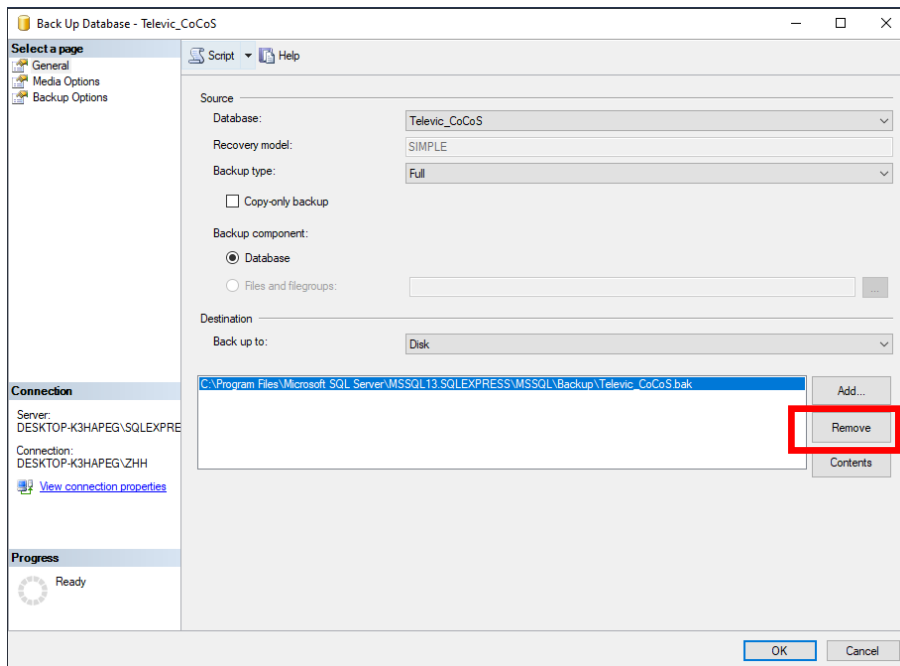 Back Up Database - Televic_CoCoS
Select a page
General
Media Options
Backup Options
Script
Help
Source
Database:
Televic_CoCoS
Recovery model:
SIMPLE
Backup type:
Full
Copy-only backup
Backup component:
Database
Files and filegroups:
...
Destination
Back up to:
Disk
C:\Program Files\Microsoft SQL Server\MSSQL13.SQLEXPRESS\MSSQL\Backup\Televic_CoCoS.bak
Add...
Remove
Contents
Connection
Server:
DESKTOP-K3HAPEG\SQLEXPRE
Connection:
DESKTOP-K3HAPEG\ZHH
View connection properties
Progress
Ready
OK
Cancel